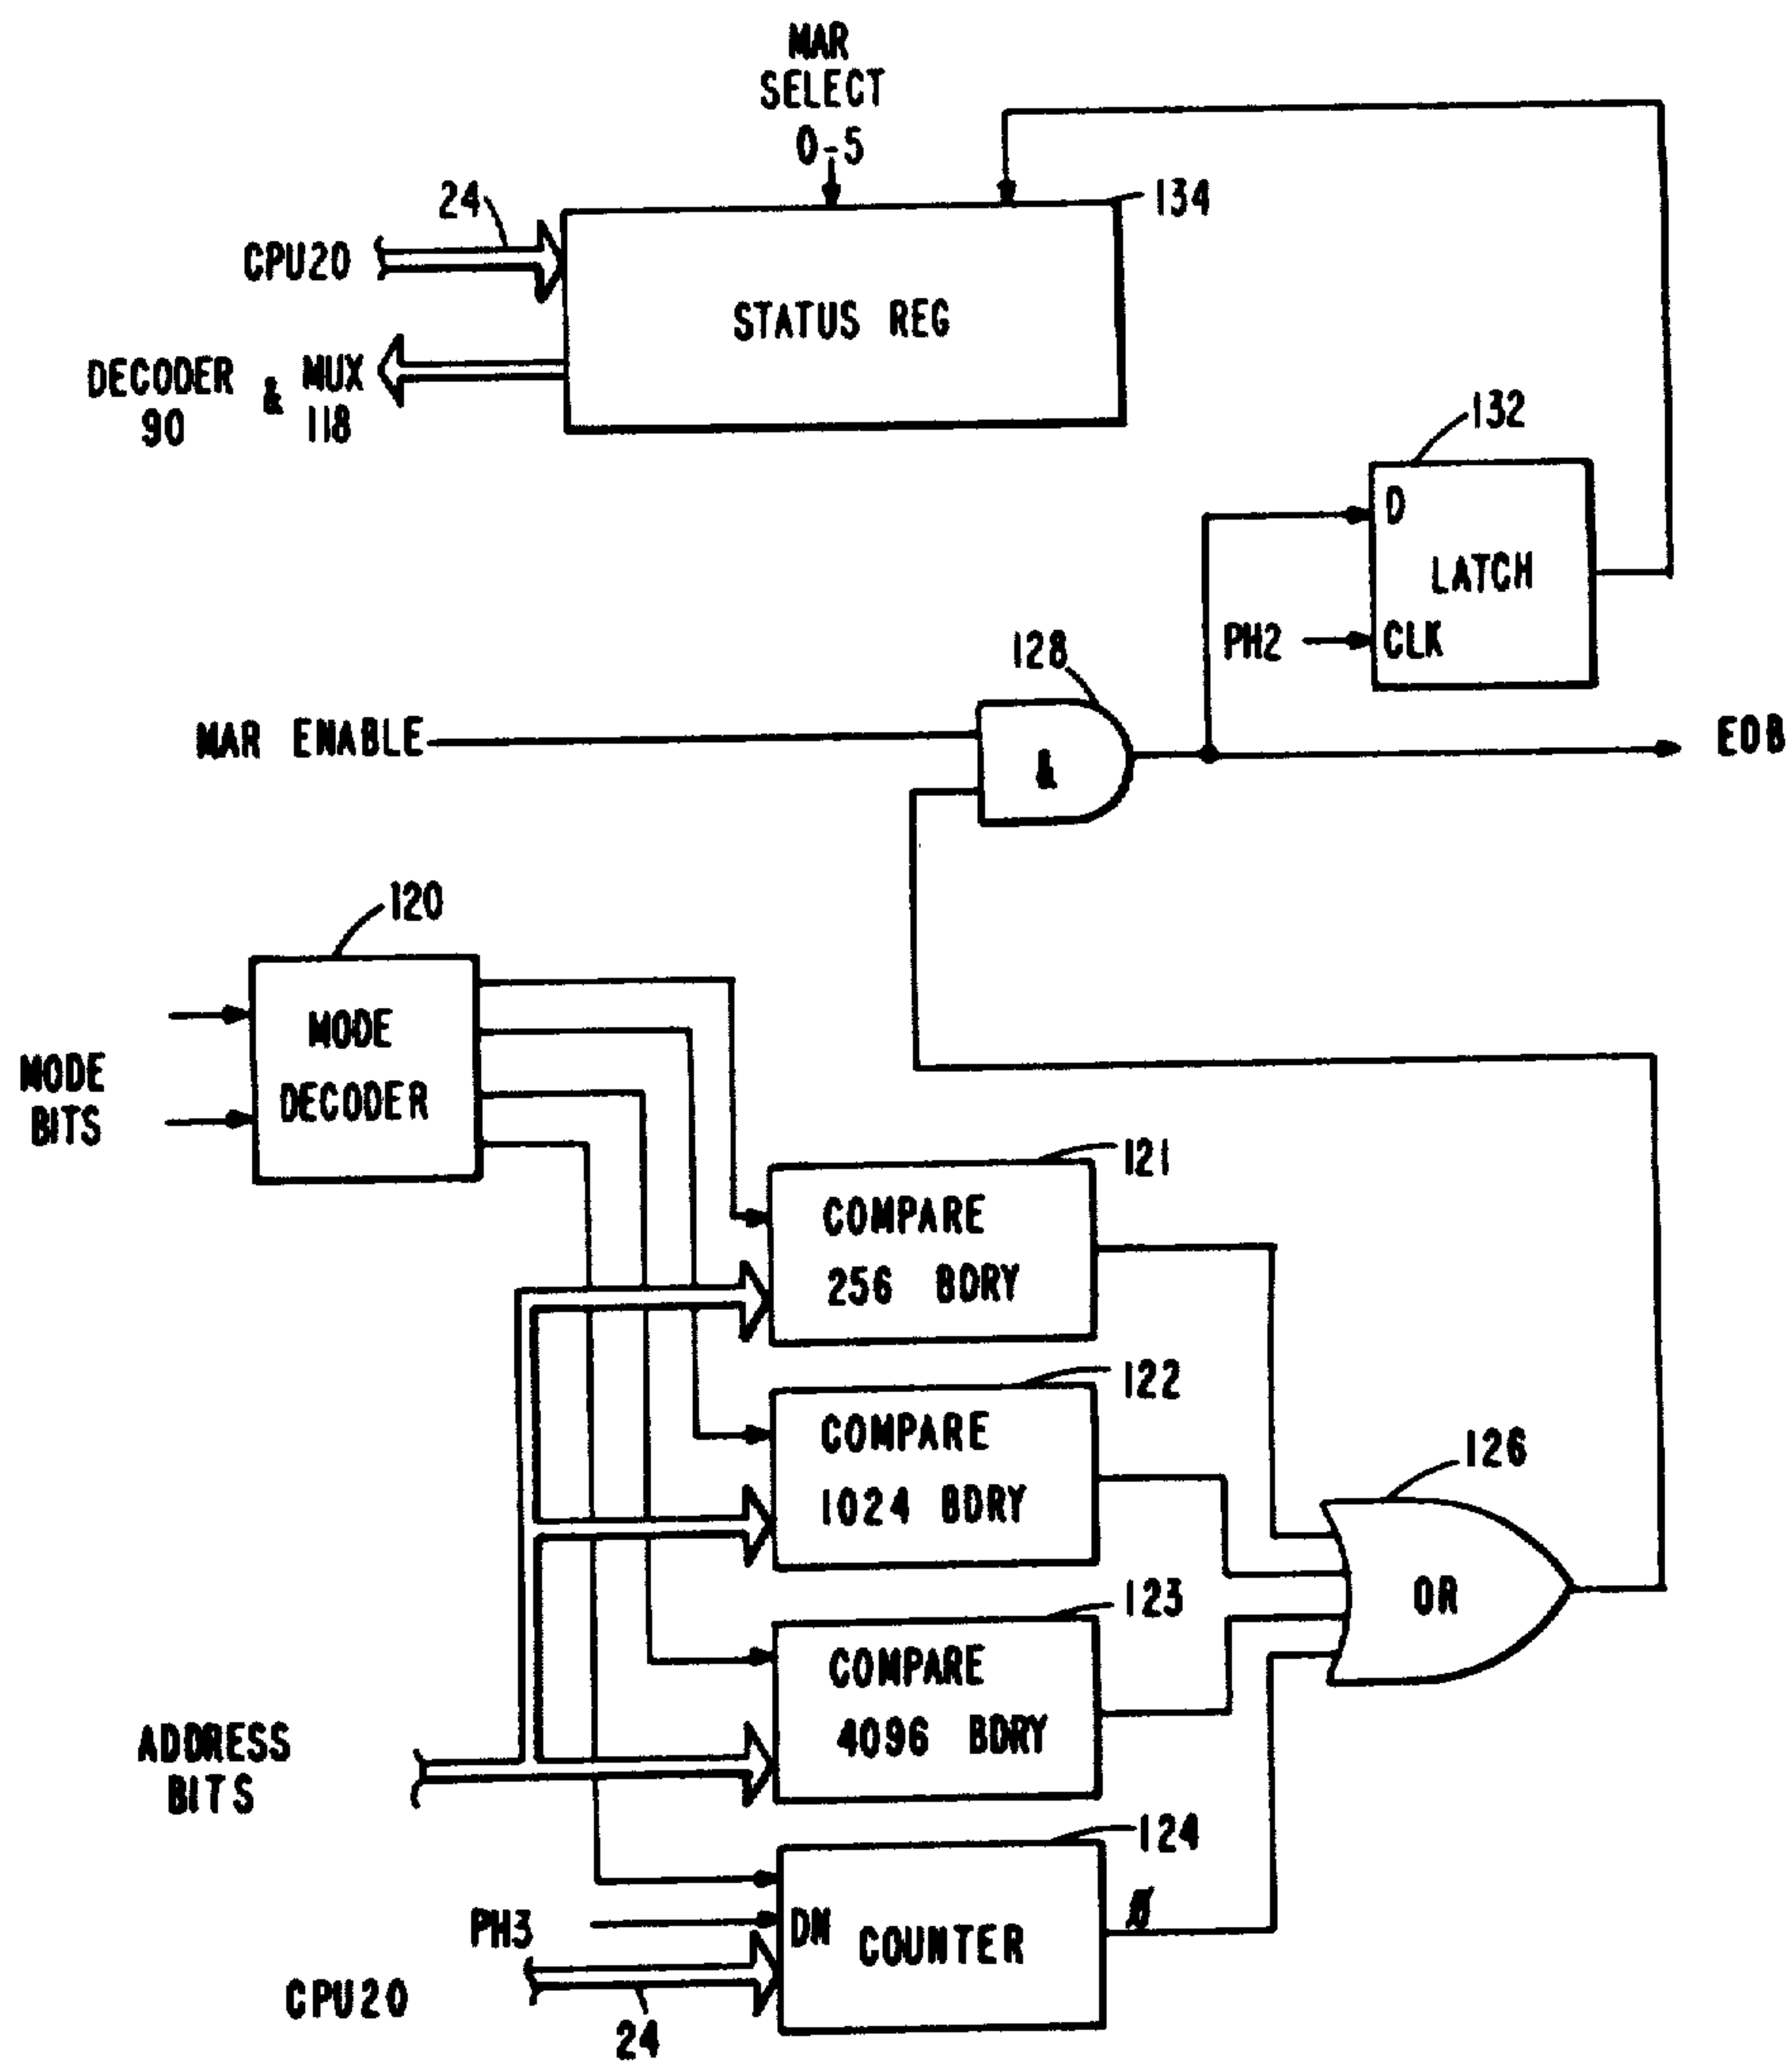 MAR
SELECT
0-5
24
134
CPU20
STATUS REG
DECODER & MUX
90 118
132
D
LATCH
PH2
CLK
128
MAR ENABLE
&
EOB
120
MODE
DECODER
MODE
BITS
121
COMPARE
256 BDRY
122
COMPARE
1024 BDRY
126
OR
123
COMPARE
4096 BDRY
ADDRESS
BITS
124
PH3
DN
COUNTER
0
CPU20
24